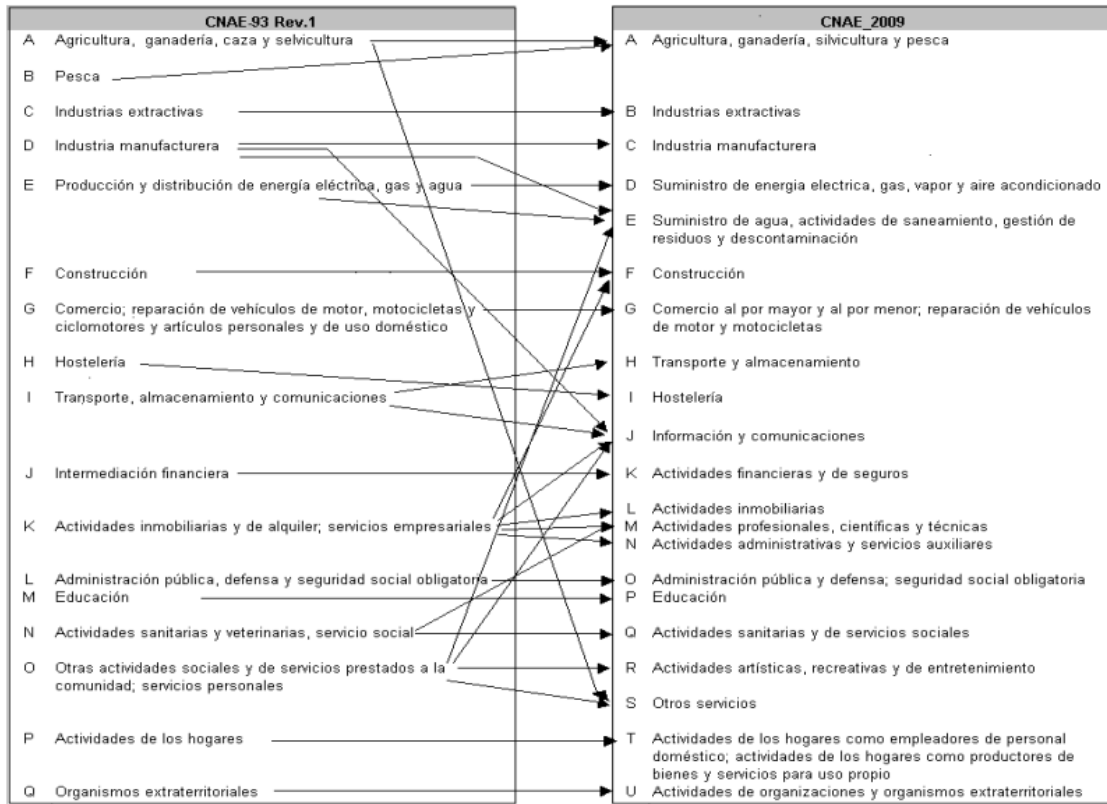 CNAE-93 Rev.1
A Agricultura, ganadería, caza y selvicultura
B Pesca
C Industrias extractivas
D Industria manufacturera
E Producción y distribución de energía eléctrica, gas y agua
F Construcción
G Comercio; reparación de vehículos de motor, motocicletas y
ciclomotores y artículos personales y de uso doméstico
H Hostelería
I Transporte, almacenamiento y comunicaciones
J Intermediación financiera
K Actividades inmobiliarias y de alquiler; servicios empresariales
L Administración pública, defensa y seguridad social obligatoria
M Educación
N Actividades sanitarias y veterinarias, servicio social
O Otras actividades sociales y de servicios prestados a la
comunidad; servicios personales
P Actividades de los hogares
Q Organismos extraterritoriales
CNAE_2009
A Agricultura, ganadería, silvicultura y pesca
B Industrias extractivas
C Industria manufacturera
D Suministro de energia electrica, gas, vapor y aire acondicionado
E Suministro de agua, actividades de saneamiento, gestión de
residuos y descontaminación
F Construcción
G Comercio al por mayor y al por menor; reparación de vehículos
de motor y motocicletas
H Transporte y almacenamiento
I Hostelería
J Información y comunicaciones
K Actividades financieras y de seguros
L Actividades inmobiliarias
M Actividades profesionales, científicas y técnicas
N Actividades administrativas y servicios auxiliares
O Administración pública y defensa; seguridad social obligatoria
P Educación
Q Actividades sanitarias y de servicios sociales
R Actividades artísticas, recreativas y de entretenimiento
S Otros servicios
T Actividades de los hogares como empleadores de personal
doméstico; actividades de los hogares como productores de
bienes y servicios para uso propio
U Actividades de organizaciones y organismos extraterritoriales